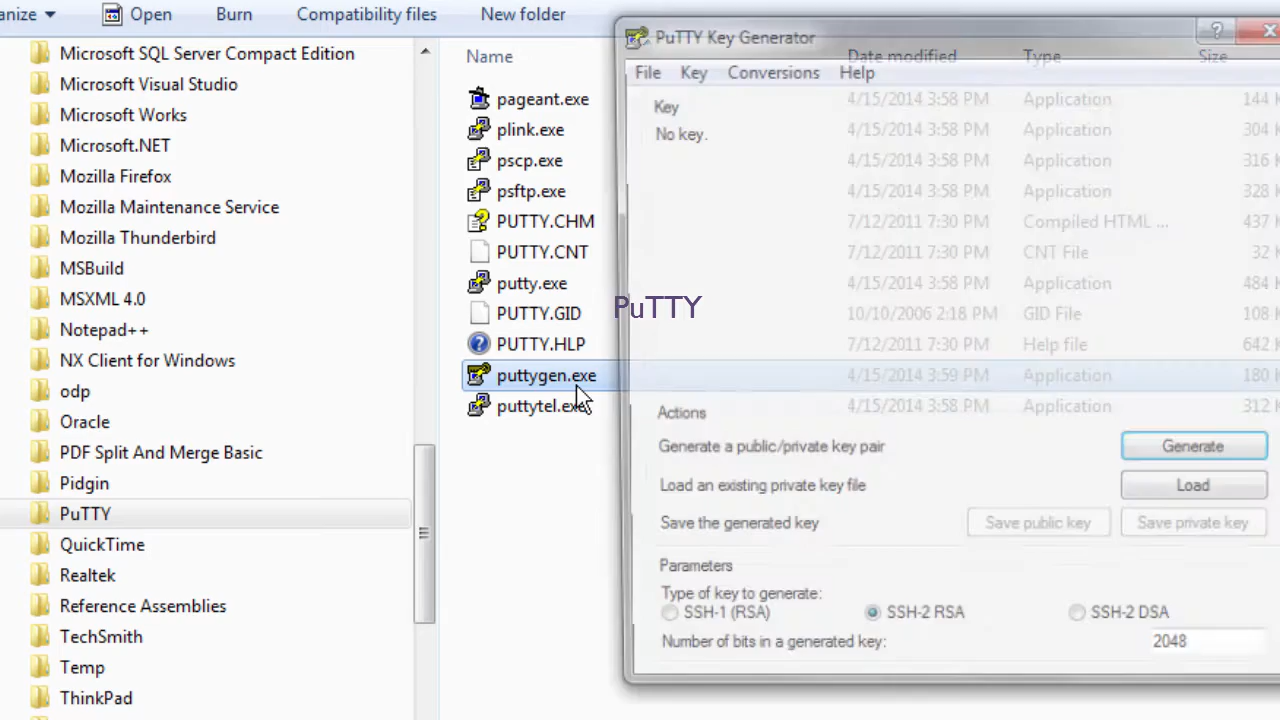 anize
Open
Burn
Compatibility files
New folder
Microsoft SQL Server Compact Edition
Microsoft Visual Studio
Microsoft Works
Microsoft.NET
Mozilla Firefox
Mozilla Maintenance Service
Mozilla Thunderbird
MSBuild
MSXML 4.0
Notepad++
NX Client for Windows
odp
Oracle
PDF Split And Merge Basic
Pidgin
PuTTY
QuickTime
Realtek
Reference Assemblies
TechSmith
Temp
ThinkPad
Name
Date modified
Type
Size
pageant.exe 4/15/2014 3:58 PM Application 144 K
plink.exe 4/15/2014 3:58 PM Application 304 K
pscp.exe 4/15/2014 3:58 PM Application 316 K
psftp.exe 4/15/2014 3:58 PM Application 328 K
PUTTY.CHM 7/12/2011 7:30 PM Compiled HTML ... 437 K
PUTTY.CNT 7/12/2011 7:30 PM CNT File 32 K
putty.exe 4/15/2014 3:58 PM Application 484 K
PUTTY.GID 10/10/2006 2:18 PM GID File 108 K
PUTTY.HLP 7/12/2011 7:30 PM Help file 642 K
puttygen.exe 4/15/2014 3:59 PM Application 180 K
puttytel.exe 4/15/2014 3:58 PM Application 312 K
PuTTY
PuTTY Key Generator
File Key Conversions Help
Key
No key.
Actions
Generate a public/private key pair
Generate
Load an existing private key file
Load
Save the generated key
Save public key
Save private key
Parameters
Type of key to generate:
SSH-1 (RSA)
SSH-2 RSA
SSH-2 DSA
Number of bits in a generated key:
2048